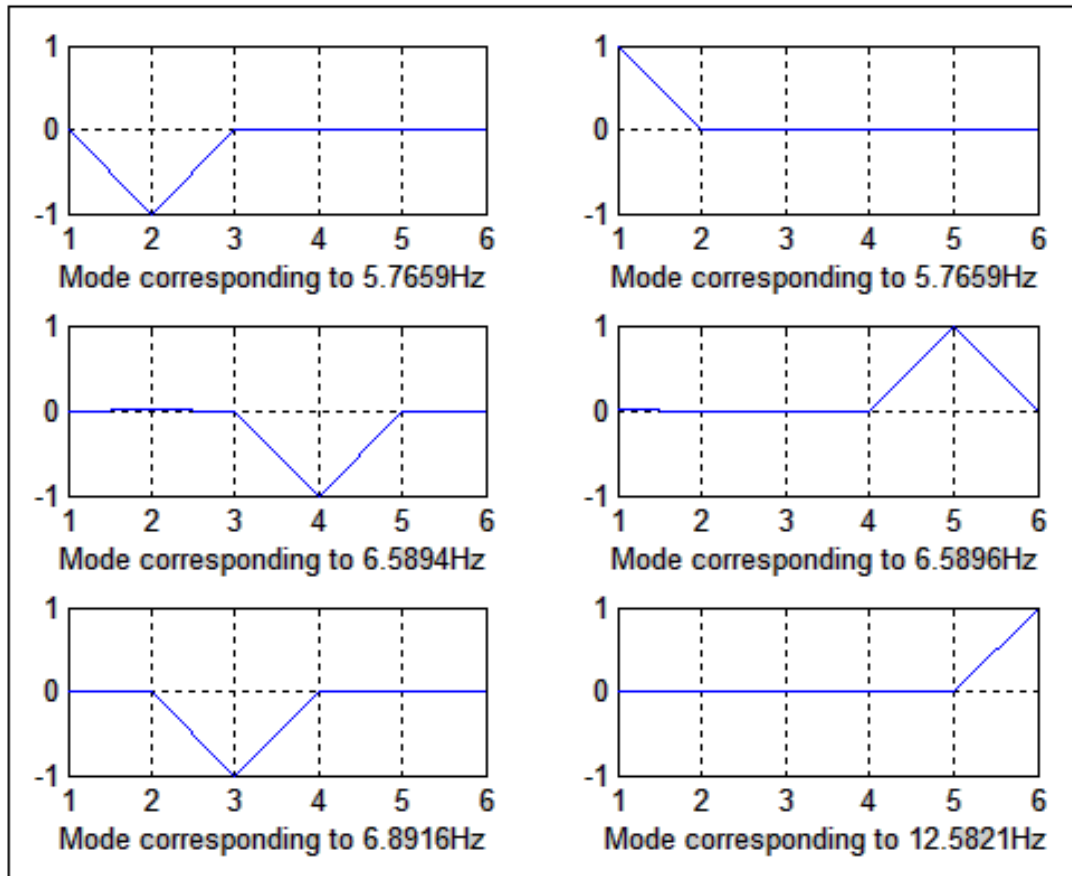 1
0
-1
1 2 3 4 5 6
Mode corresponding to 5.7659Hz
1
0
-1
1 2 3 4 5 6
Mode corresponding to 5.7659Hz
1
0
-1
1 2 3 4 5 6
Mode corresponding to 6.5894Hz
1
0
-1
1 2 3 4 5 6
Mode corresponding to 6.5896Hz
1
0
-1
1 2 3 4 5 6
Mode corresponding to 6.8916Hz
1
0
-1
1 2 3 4 5 6
Mode corresponding to 12.5821Hz